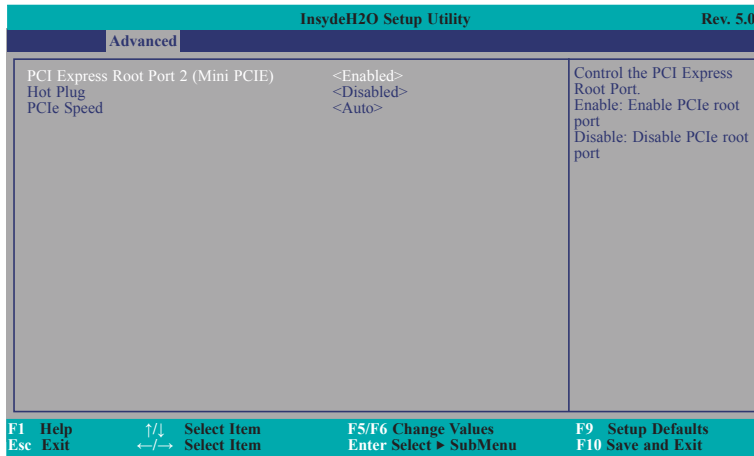 InsydeH2O Setup Utility Rev. 5.0
Advanced
PCI Express Root Port 2 (Mini PCIE) <Enabled>
Hot Plug <Disabled>
PCIe Speed <Auto>
Control the PCI Express
Root Port.
Enable: Enable PCIe root
port
Disable: Disable PCIe root
port
F1 Help ↑/↓ Select Item F5/F6 Change Values F9 Setup Defaults
Esc Exit ←/→ Select Item Enter Select ► SubMenu F10 Save and Exit